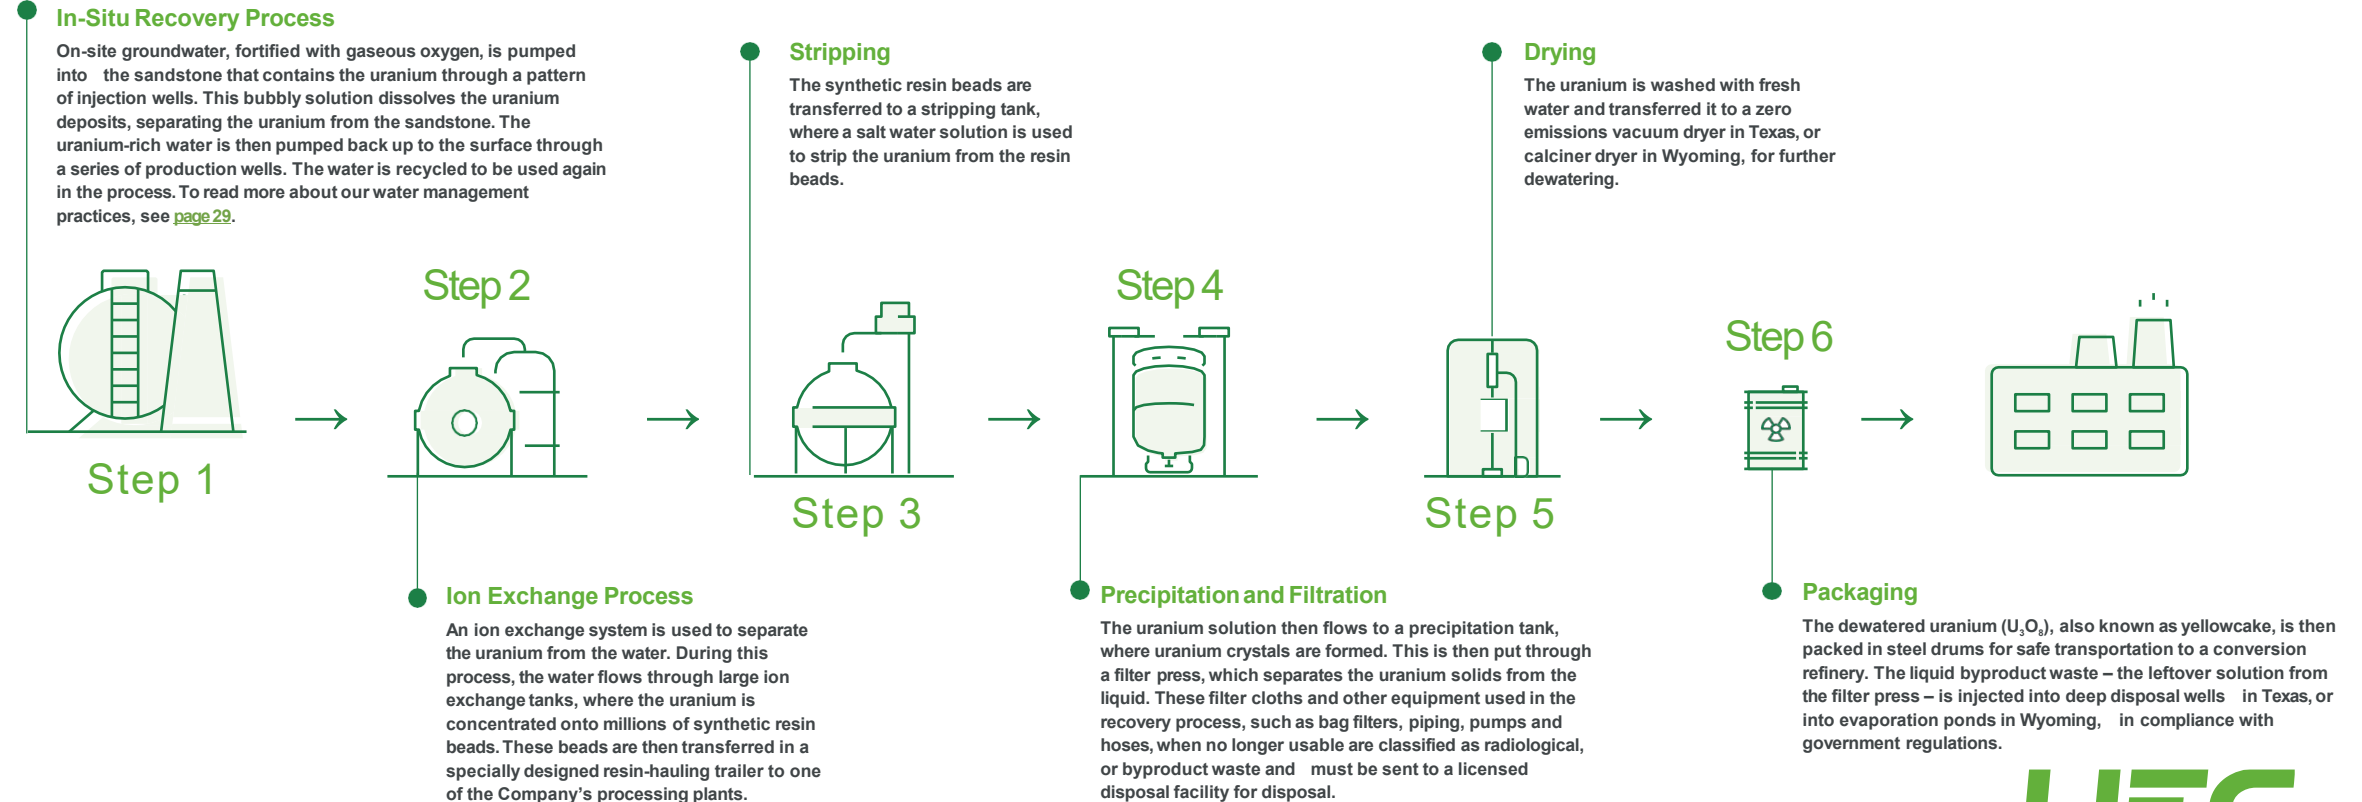 In-Situ Recovery Process
On-site groundwater, fortified with gaseous oxygen, is pumped
into the sandstone that contains the uranium through a pattern
of injection wells. This bubbly solution dissolves the uranium
deposits, separating the uranium from the sandstone. The
uranium-rich water is then pumped back up to the surface through
a series of production wells. The water is recycled to be used again
in the process. To read more about our water management
practices, see page 29.
Step 1
Step 2
Ion Exchange Process
An ion exchange system is used to separate
the uranium from the water. During this
process, the water flows through large ion
exchange tanks, where the uranium is
concentrated onto millions of synthetic resin
beads. These beads are then transferred in a
specially designed resin-hauling trailer to one
of the Company's processing plants.
Stripping
The synthetic resin beads are
transferred to a stripping tank,
where a salt water solution is used
to strip the uranium from the resin
beads.
Step 3
Step 4
Precipitation and Filtration
The uranium solution then flows to a precipitation tank,
where uranium crystals are formed. This is then put through
a filter press, which separates the uranium solids from the
liquid. These filter cloths and other equipment used in the
recovery process, such as bag filters, piping, pumps and
hoses, when no longer usable are classified as radiological,
or byproduct waste and must be sent to a licensed
disposal facility for disposal.
Drying
The uranium is washed with fresh
water and transferred it to a zero
emissions vacuum dryer in Texas, or
calciner dryer in Wyoming, for further
dewatering.
Step 5
Step 6
Packaging
The dewatered uranium (U₃O₈), also known as yellowcake, is then
packed in steel drums for safe transportation to a conversion
refinery. The liquid byproduct waste – the leftover solution from
the filter press – is injected into deep disposal wells in Texas, or
into evaporation ponds in Wyoming, in compliance with
government regulations.